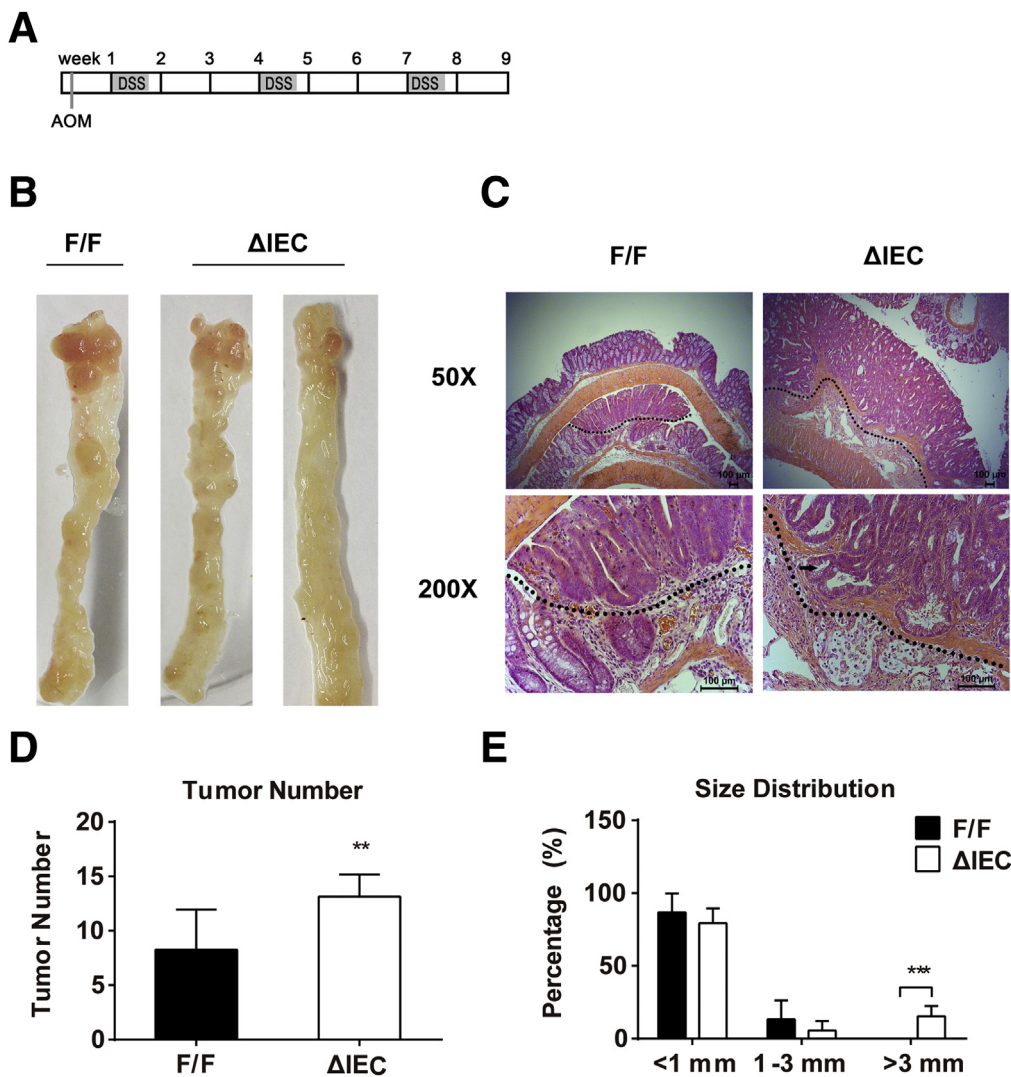 A
week 1 2 3 4 5 6 7 8 9
DSS DSS DSS
AOM
B
F/F ΔIEC
C
F/F ΔIEC
50X
100 µm 100 µm
200X
100 µm 100 µm
D
Tumor Number
Tumor Number
20
15
10
5
0
**
F/F ΔIEC
E
Size Distribution
Percentage (%)
150
100
50
0
F/F
ΔIEC
***
<1 mm 1-3 mm >3 mm